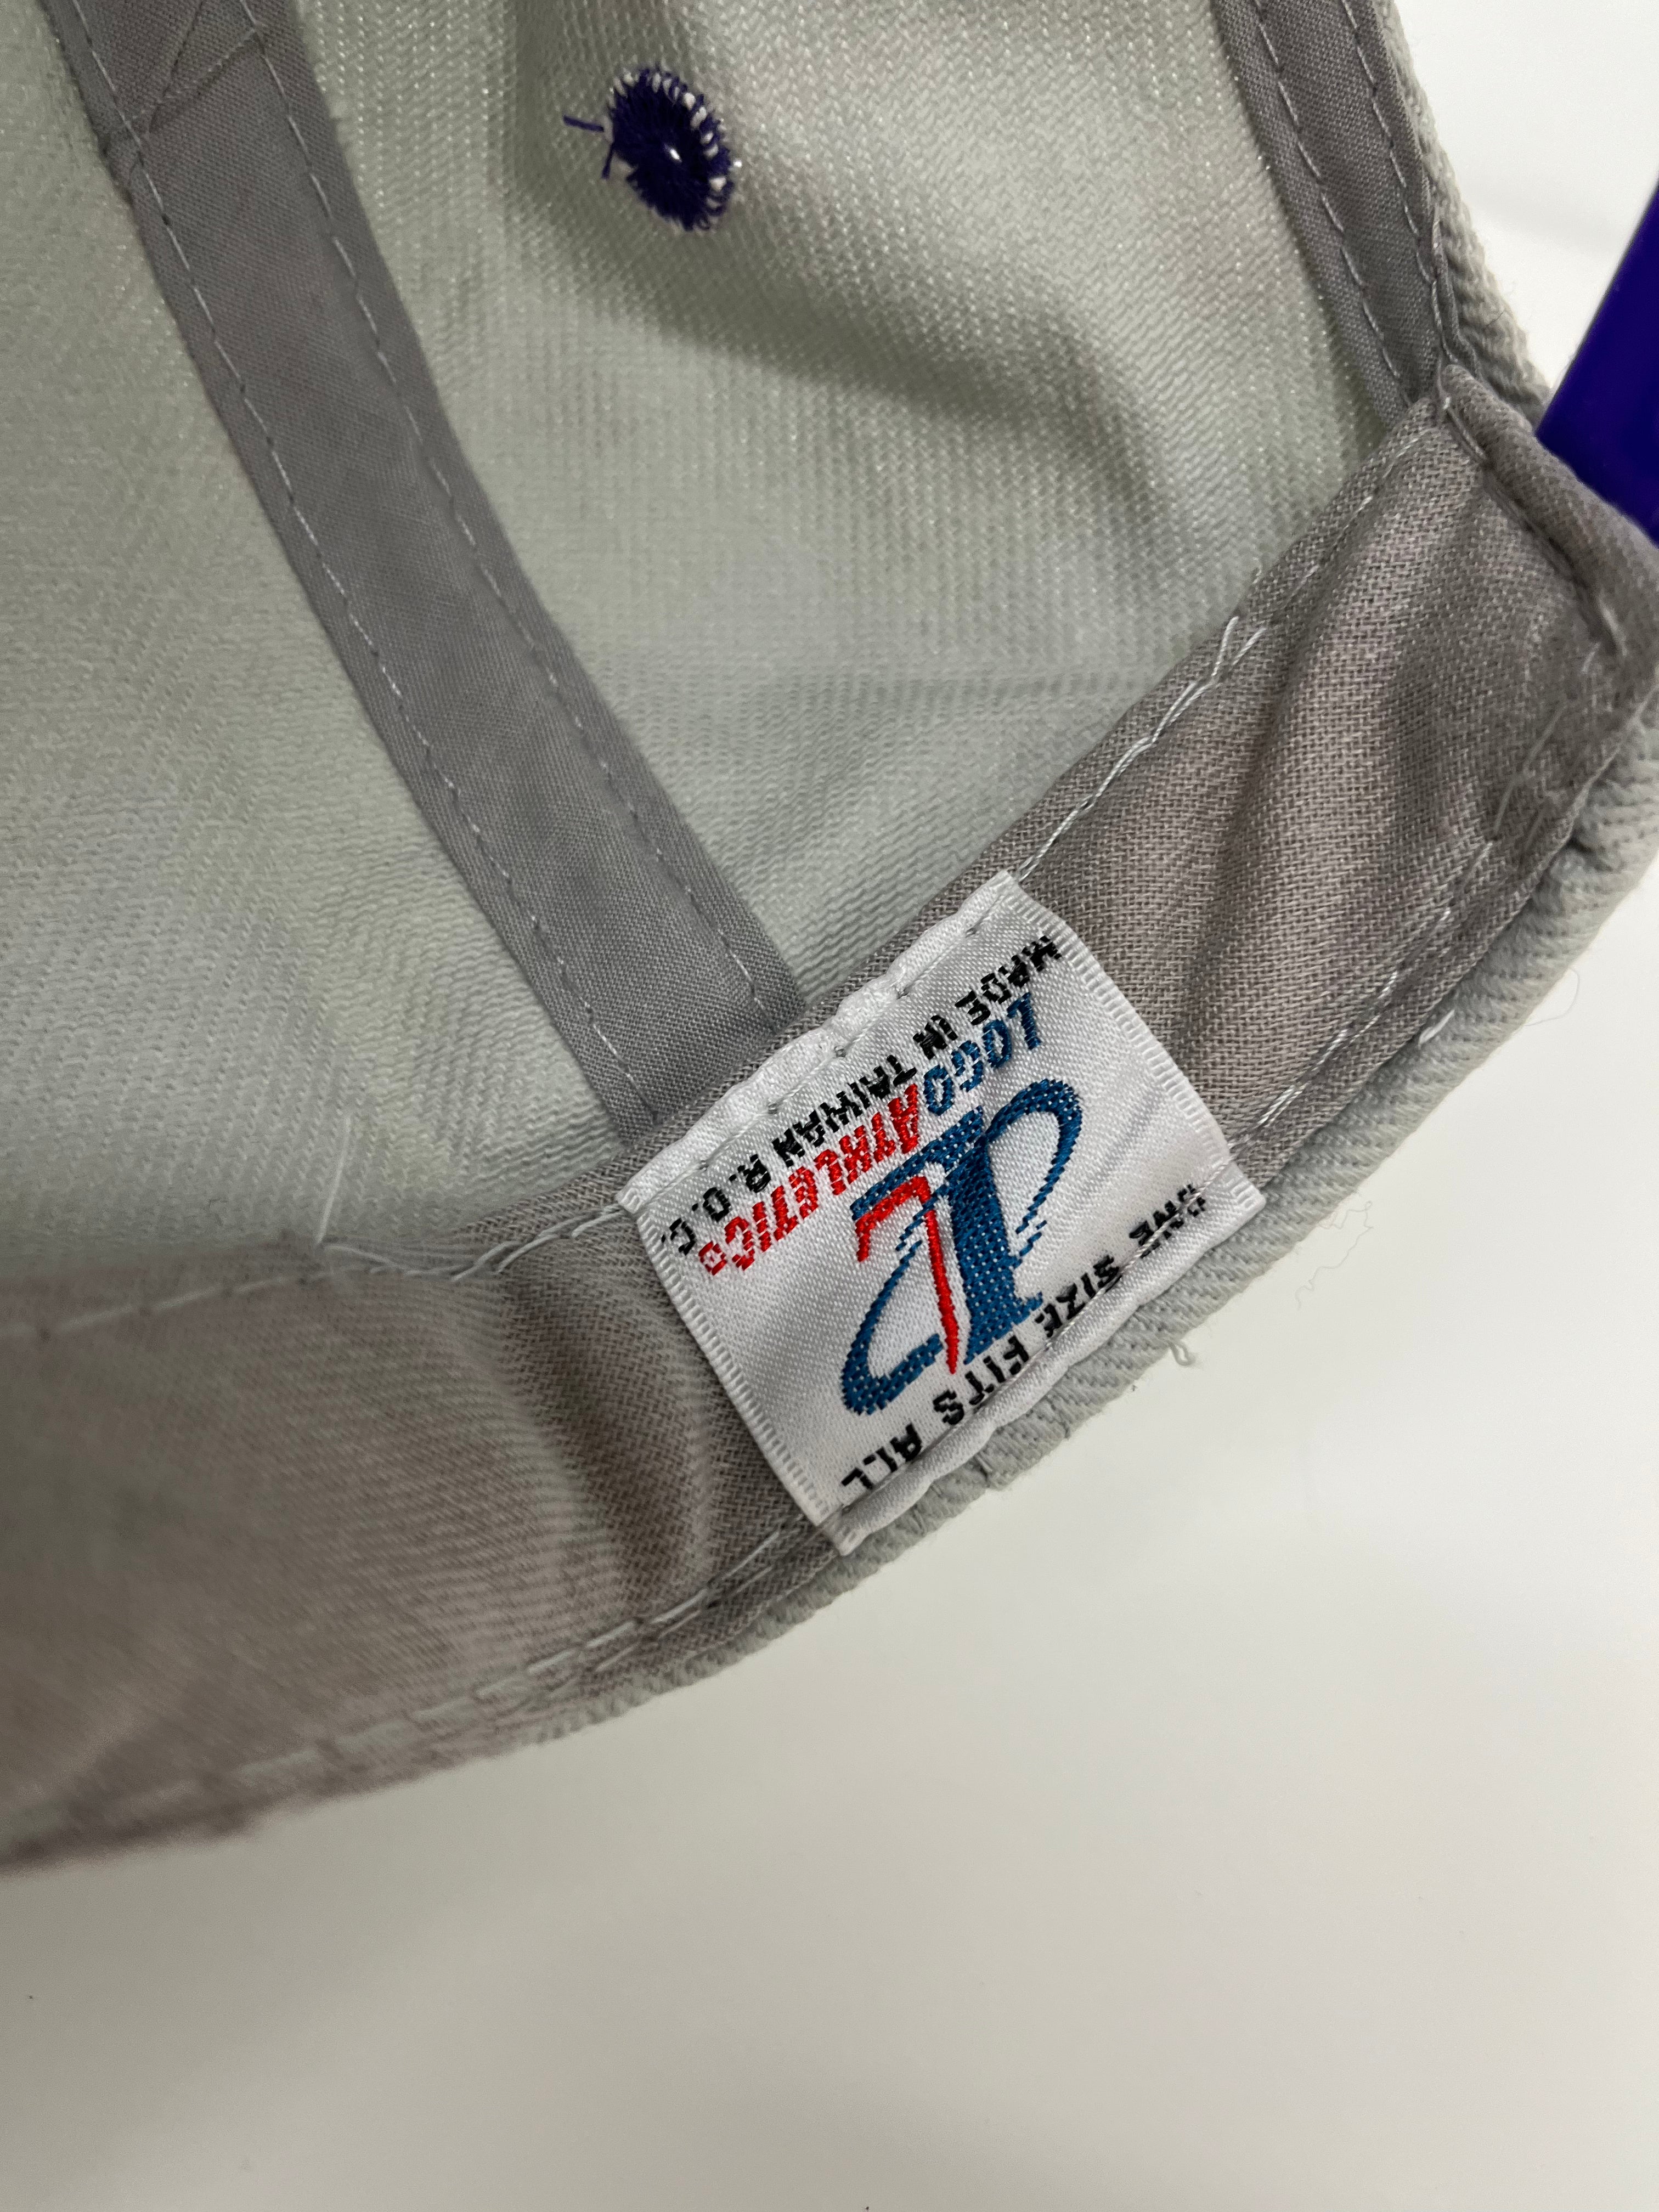 ONE SIZE FITS ALL
LOGO ATHLETIC®
MADE IN TAIWAN R.O.C.